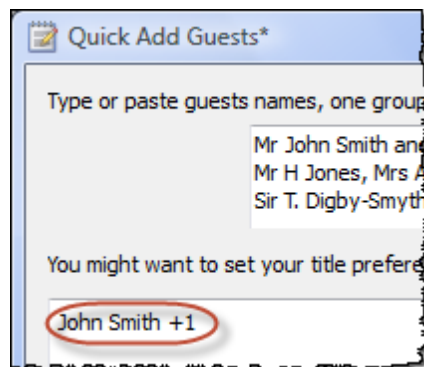 Quick Add Guests*
Type or paste guests names, one group
Mr John Smith and
Mr H Jones, Mrs
Sir T. Digby-Smyth
You might want to set your title
John Smith +1